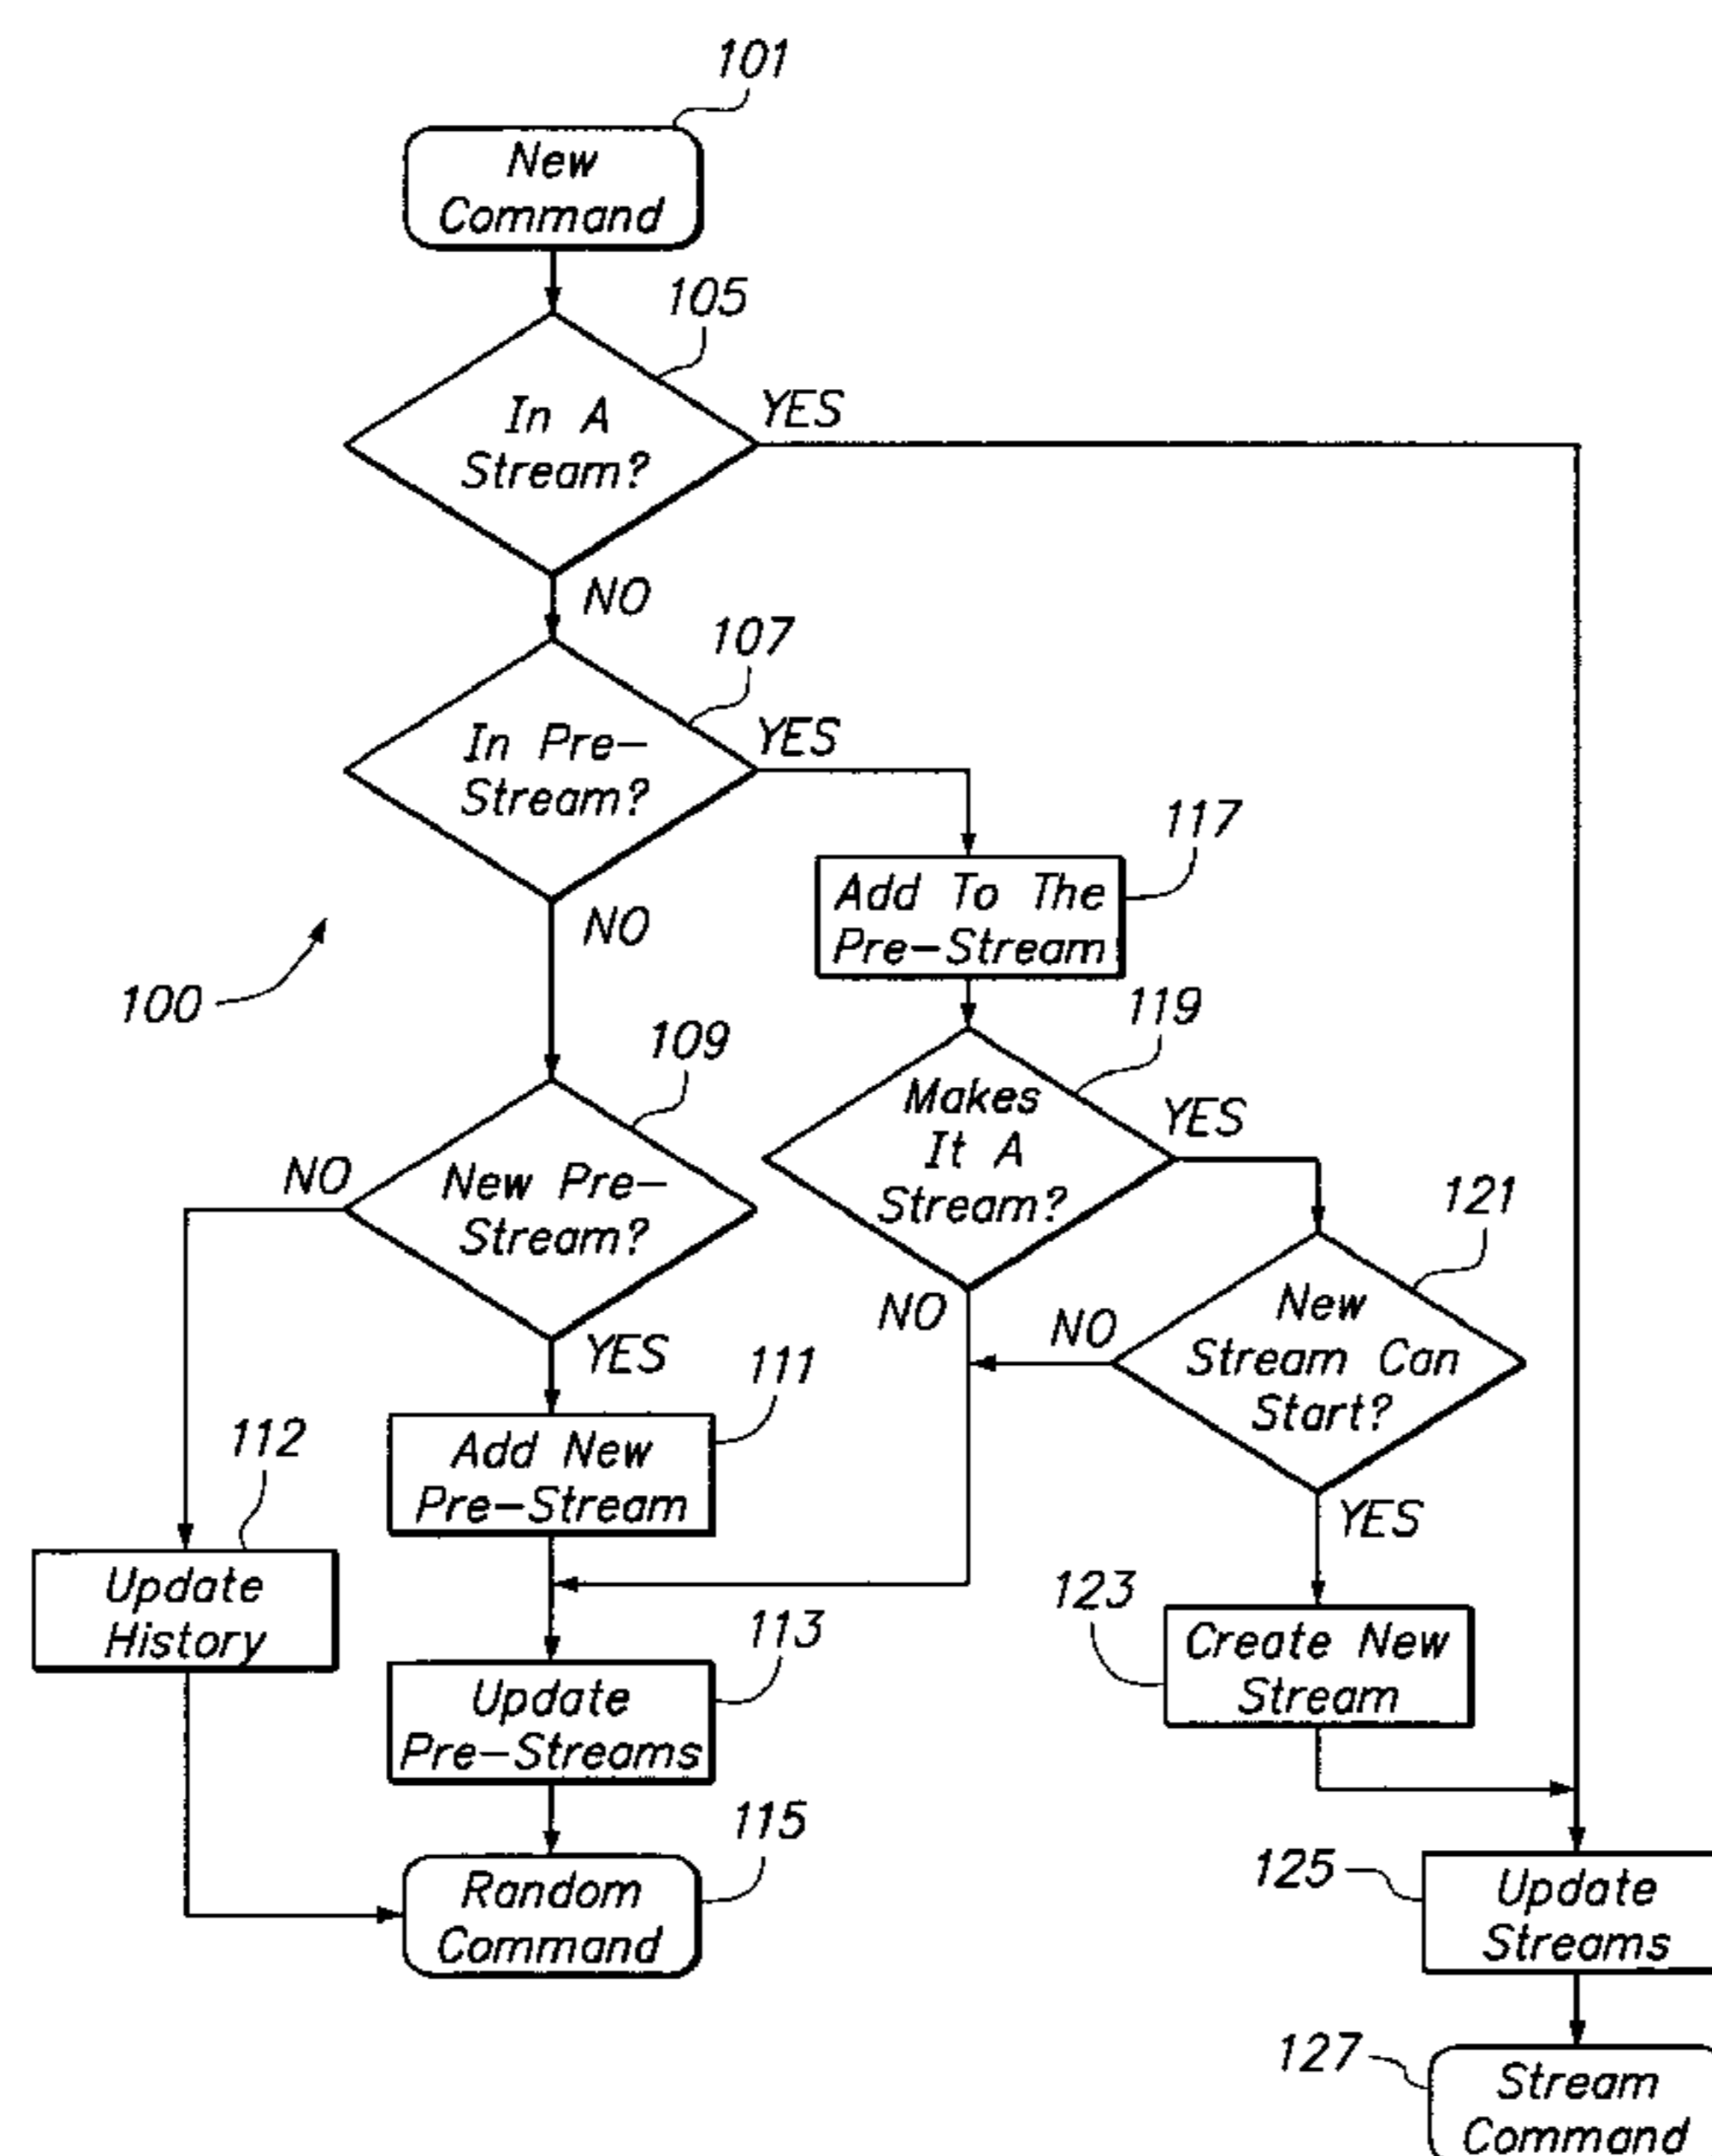 101
New
Command
105
In A
Stream?
YES
NO
107
In Pre-
Stream?
YES
117
Add To The
Pre-Stream
NO
100
119
109
Makes
It A
Stream?
YES
NO
New Pre-
Stream?
121
New
Stream Can
Start?
NO
NO
YES
111
112
Add New
Pre-Stream
YES
Update
History
123
113
Create New
Stream
Update
Pre-Streams
115
125
Random
Command
Update
Streams
127
Stream
Command